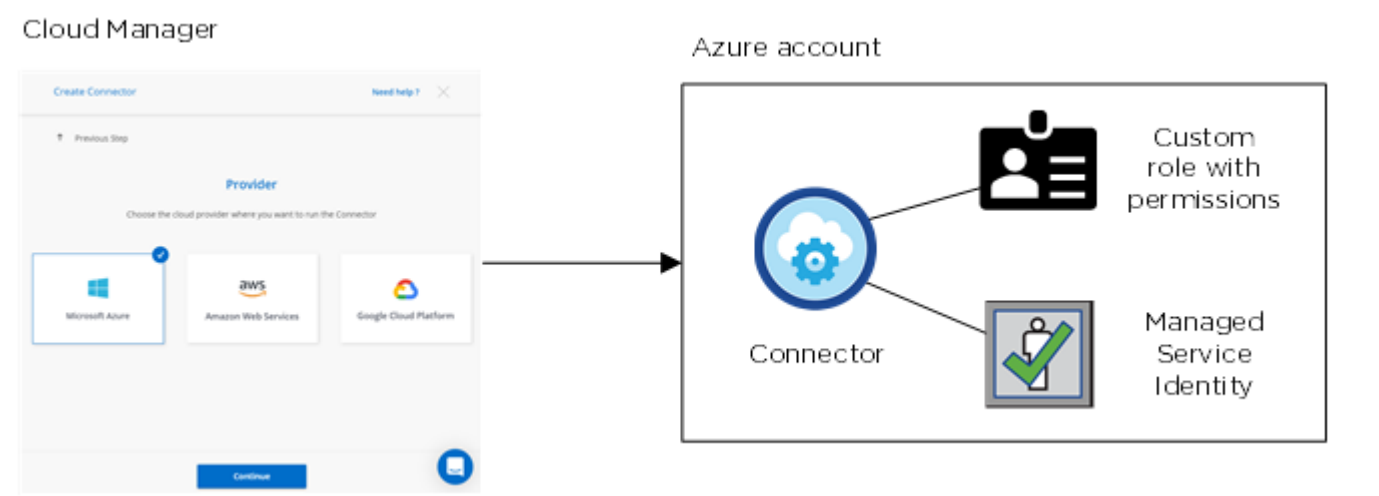 Cloud Manager
Azure account
Create Connector
Need help ?
Previous Step
Provider
Choose the cloud provider where you want to run the Connector
aws
Microsoft Azure
Amazon Web Services
Google Cloud Platform
Continue
Connector
Custom
role with
permissions
Managed
Service
Identity